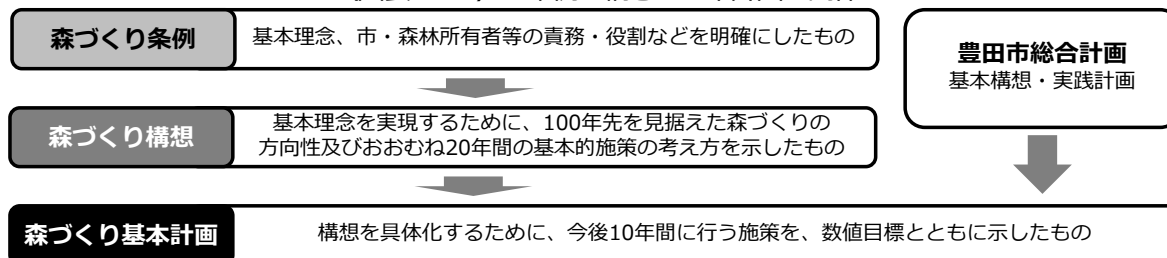 森づくり条例
基本理念、市・森林所有者等の責務・役割などを明確にしたもの
豊田市総合計画
基本構想・実践計画
森づくり構想
基本理念を実現するために、100年先を見据えた森づくりの
方向性及びおおむね20年間の基本的施策の考え方を示したもの
森づくり基本計画
構想を具体化するために、今後10年間に行う施策を、数値目標とともに示したもの